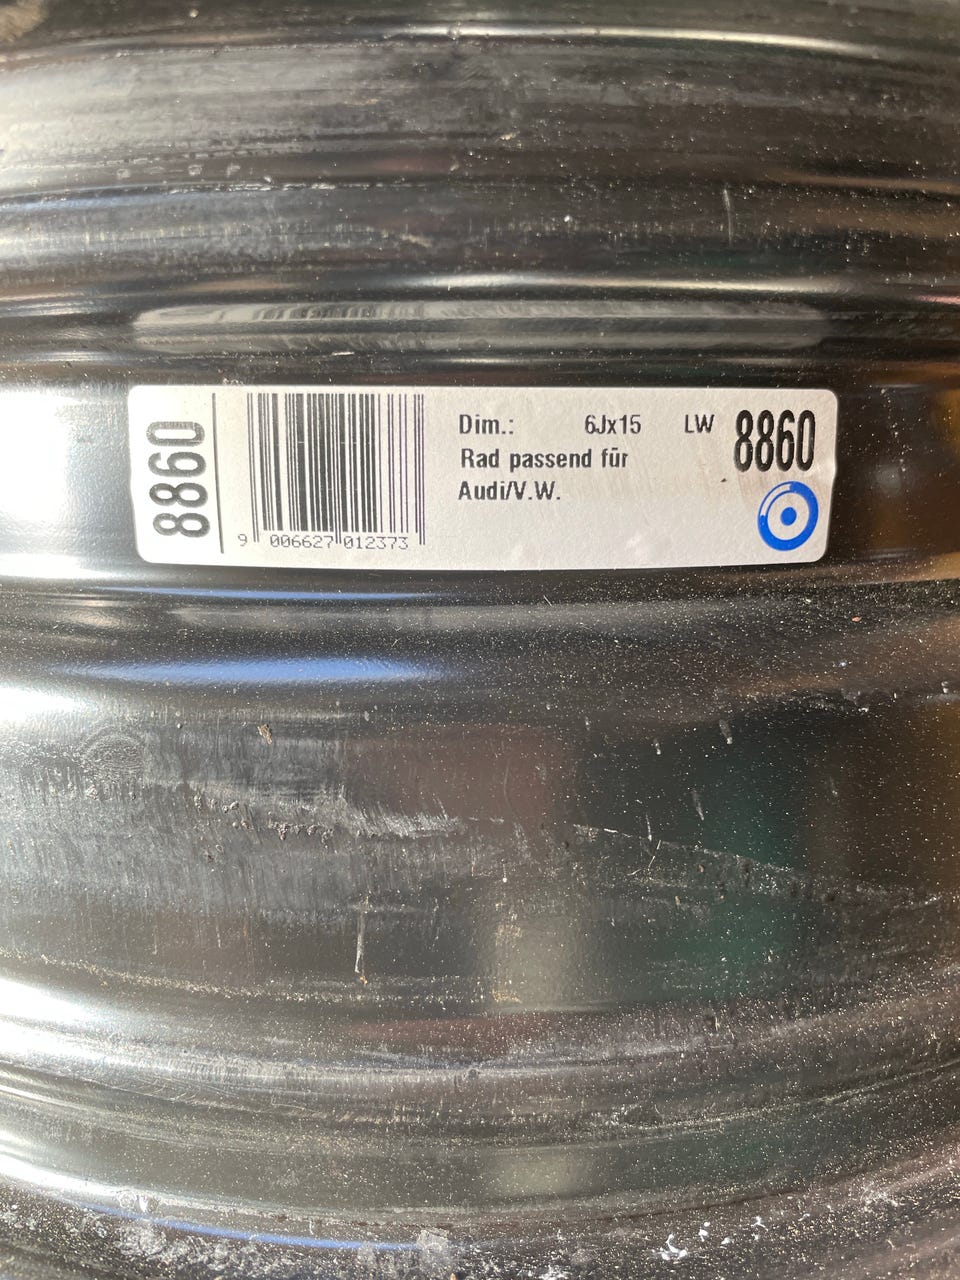 8860
9 006627 012373
Dim.: 6Jx15 LW 8860
Rad passend für
Audi/V.W.